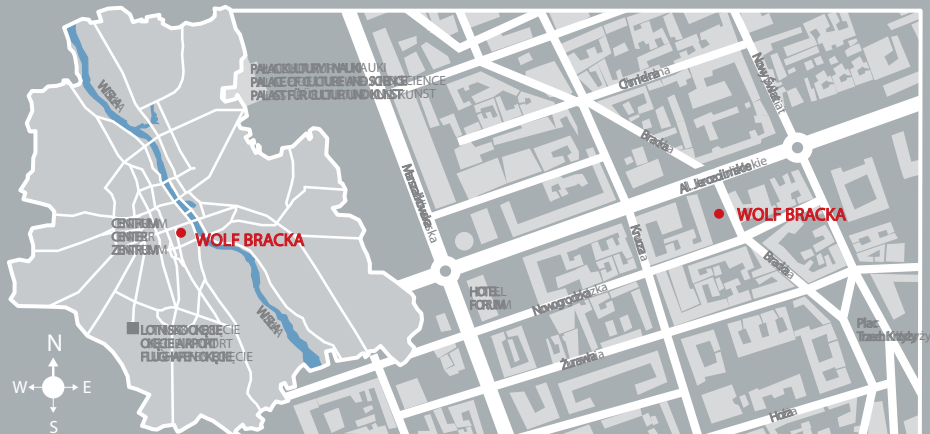 PAŁAC KULTURY I NAUKI
PALACE OF CULTURE AND SCIENCE
PALAST FÜR CULTUR UND KUNST
WISŁA
CENTRUM
CENTER
ZENTRUM
WOLF BRACKA
WISŁA
LOTNISKO OKĘCIE
OKĘCIE AIRPORT
FLUGHAFEN OKĘCIE
N
W
E
S
Chmielna
Nowy Świat
Bracka
Marszałkowska
Al. Jerozolimskie
WOLF BRACKA
Krucza
Bracka
HOTEL
FORUM
Nowogrodzka
Plac
Trzech Krzyży
Żurawia
Hoża